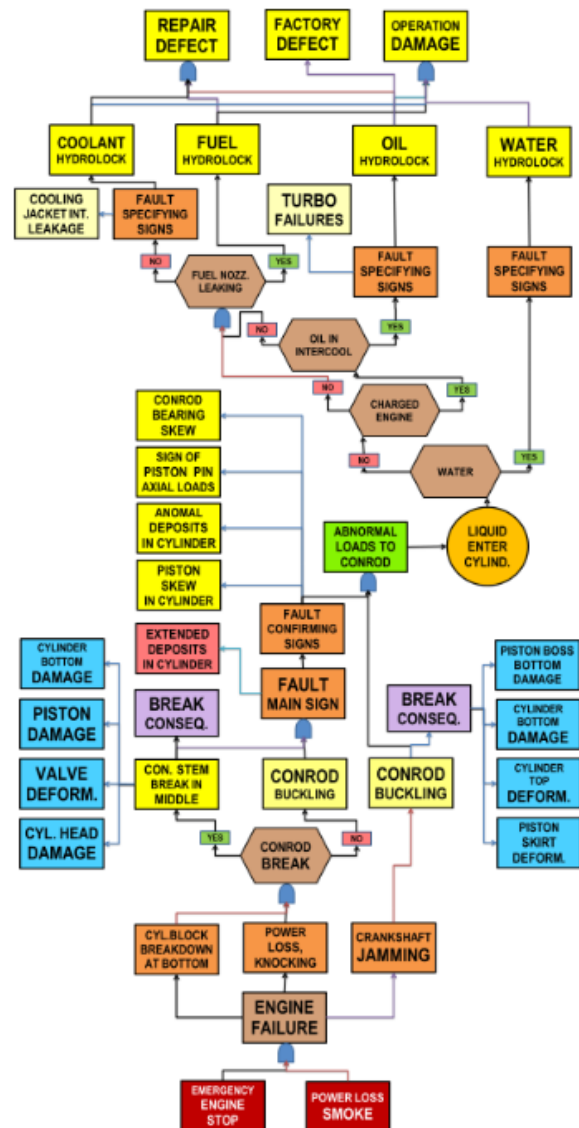 REPAIR
DEFECT
FACTORY
DEFECT
OPERATION
DAMAGE
COOLANT
HYDROLOCK
FUEL
HYDROLOCK
OIL
HYDROLOCK
WATER
HYDROLOCK
COOLING
JACKET INT.
LEAKAGE
FAULT
SPECIFYING
SIGNS
TURBO
FAILURES
FAULT
SPECIFYING
SIGNS
FAULT
SPECIFYING
SIGNS
NO
FUEL NOZZ.
LEAKING
YES
NO
OIL IN
INTERCOOL
YES
NO
CHARGED
ENGINE
YES
NO
WATER
YES
CONROD
BEARING
SKEW
SIGN OF
PISTON PIN
AXIAL LOADS
ANOMAL
DEPOSITS
IN CYLINDER
PISTON
SKEW
IN CYLINDER
ABNORMAL
LOADS TO
CONROD
LIQUID
ENTER
CYLIND.
FAULT
CONFIRMING
SIGNS
EXTENDED
DEPOSITS
IN CYLINDER
FAULT
MAIN SIGN
CYLINDER
BOTTOM
DAMAGE
PISTON
DAMAGE
VALVE
DEFORM.
CYL. HEAD
DAMAGE
BREAK
CONSEQ.
CON. STEM
BREAK IN
MIDDLE
CONROD
BUCKLING
BREAK
CONSEQ.
CONROD
BUCKLING
PISTON BOSS
BOTTOM
DAMAGE
CYLINDER
BOTTOM
DAMAGE
CYLINDER
TOP
DEFORM.
PISTON
SKIRT
DEFORM.
YES
CONROD
BREAK
NO
CYL.BLOCK
BREAKDOWN
AT BOTTOM
POWER
LOSS,
KNOCKING
CRANKSHAFT
JAMMING
ENGINE
FAILURE
EMERGENCY
ENGINE
STOP
POWER LOSS
SMOKE